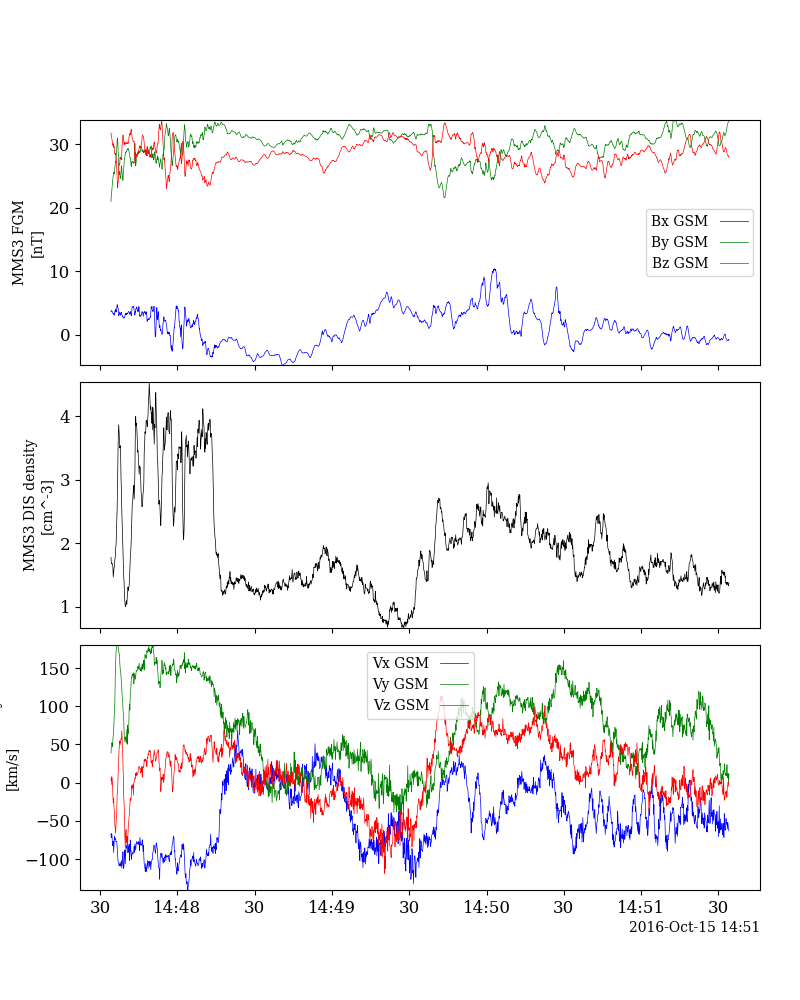 30
20
10
0
MMS3 FGM
[nT]
Bx GSM
By GSM
Bz GSM
4
3
2
1
MMS3 DIS density
[cm^-3]
150
100
50
0
−50
−100
[km/s]
Vx GSM
Vy GSM
Vz GSM
30 14:48 30 14:49 30 14:50 30 14:51 30
2016-Oct-15 14:51